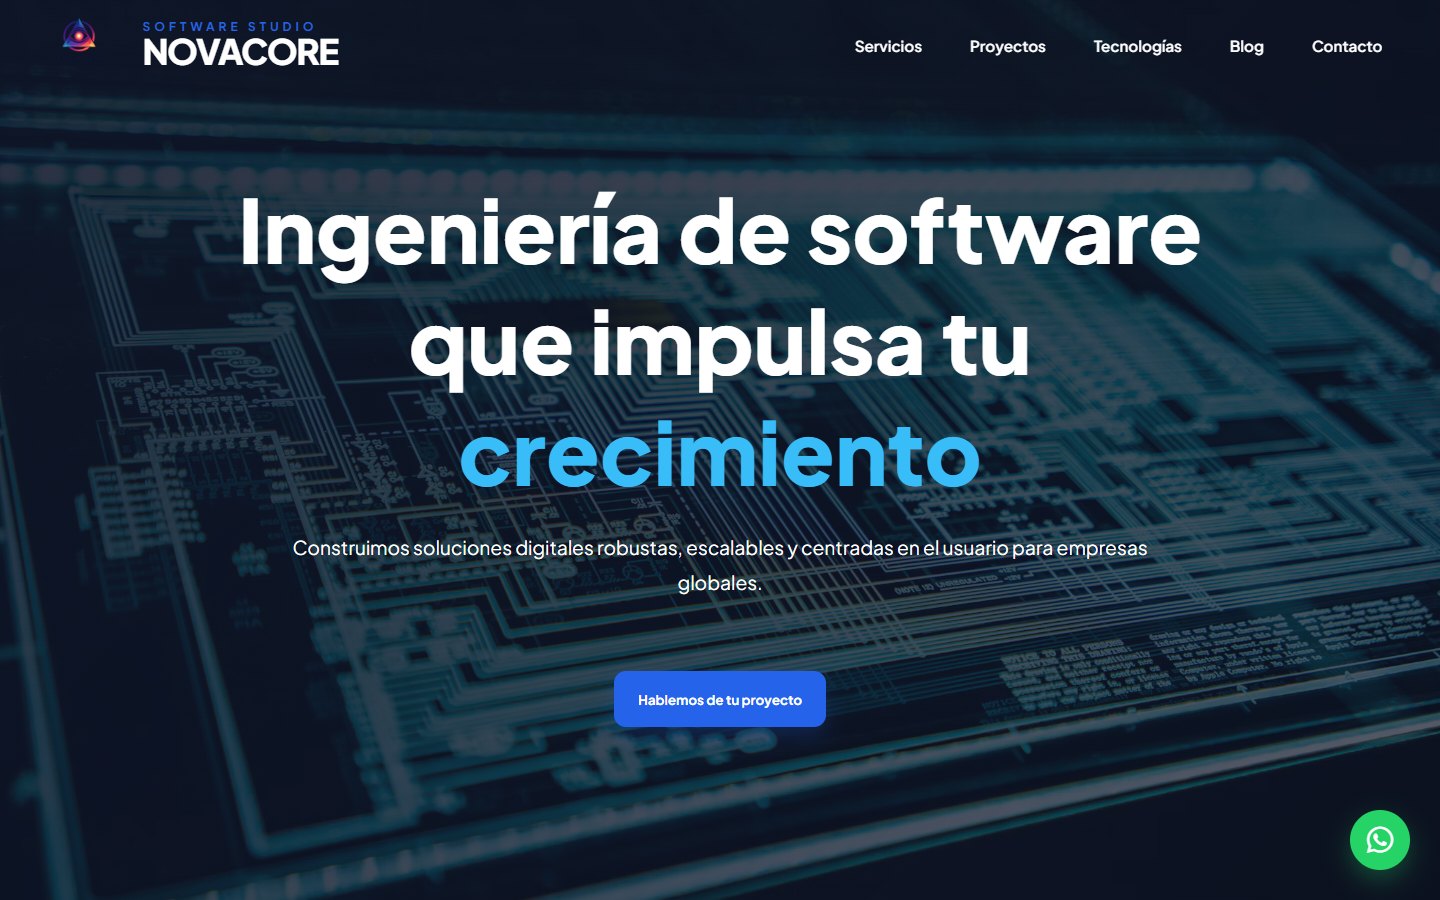 SOFTWARE STUDIO
NOVACORE
Servicios
Proyectos
Tecnologías
Blog
Contacto
Ingeniería de software
que impulsa tu
crecimiento
Construimos soluciones digitales robustas, escalables y centradas en el usuario para empresas
globales.
Hablemos de tu proyecto